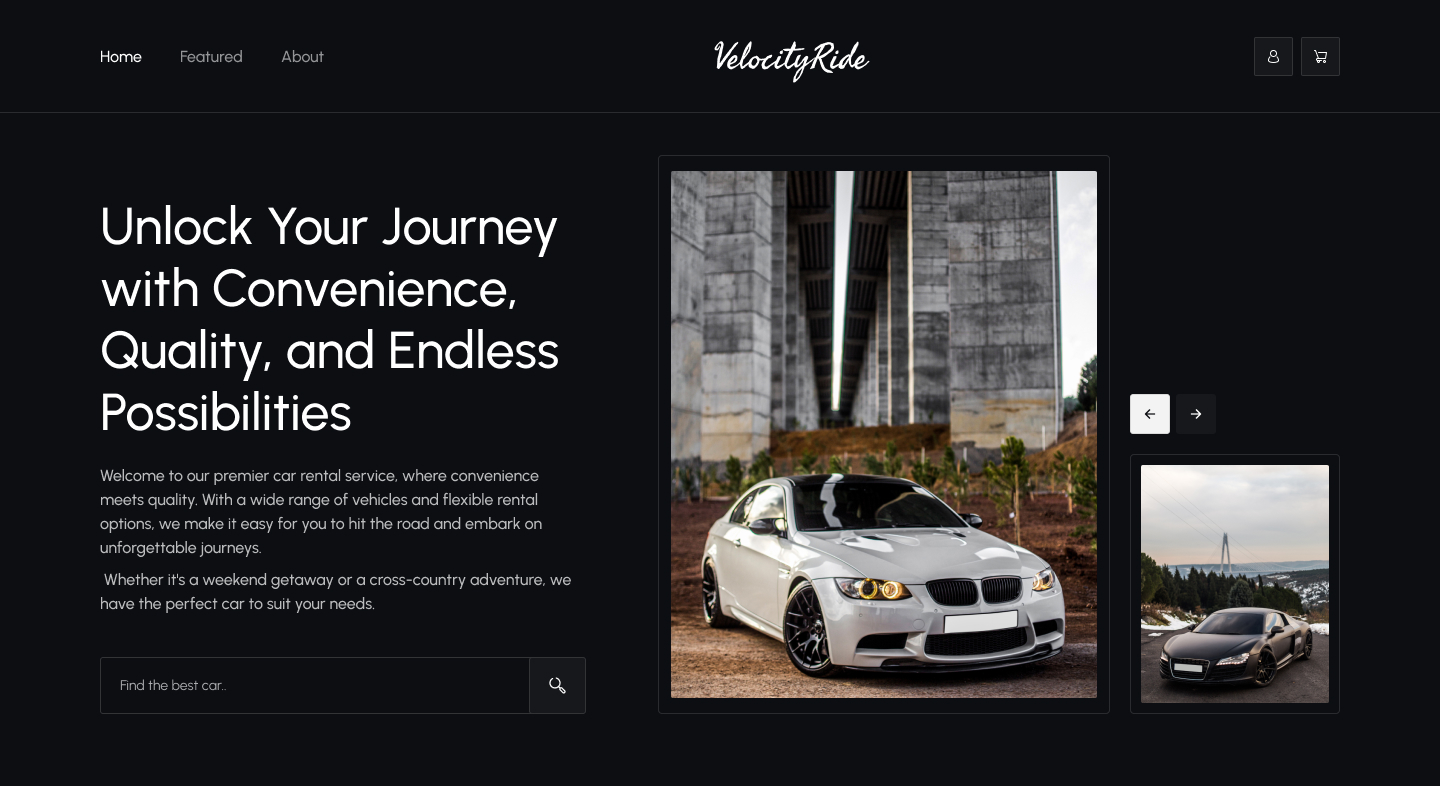 Home
Featured
About
VelocityRide
Unlock Your Journey
with Convenience,
Quality, and Endless
Possibilities
Welcome to our premier car rental service, where convenience
meets quality. With a wide range of vehicles and flexible rental
options, we make it easy for you to hit the road and embark on
unforgettable journeys.
Whether it's a weekend getaway or a cross-country adventure, we
have the perfect car to suit your needs.
Find the best car..